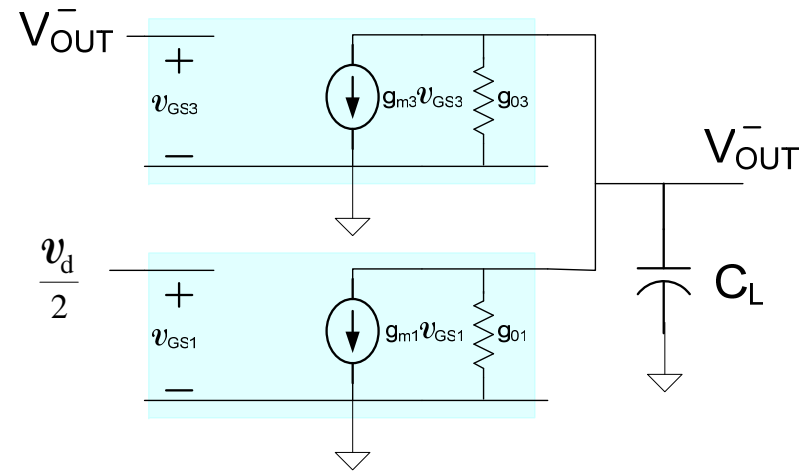 V⁻OUT
+
vGS3
−
gm3vGS3
g03
V⁻OUT
vd
2
+
vGS1
−
gm1vGS1
g01
CL